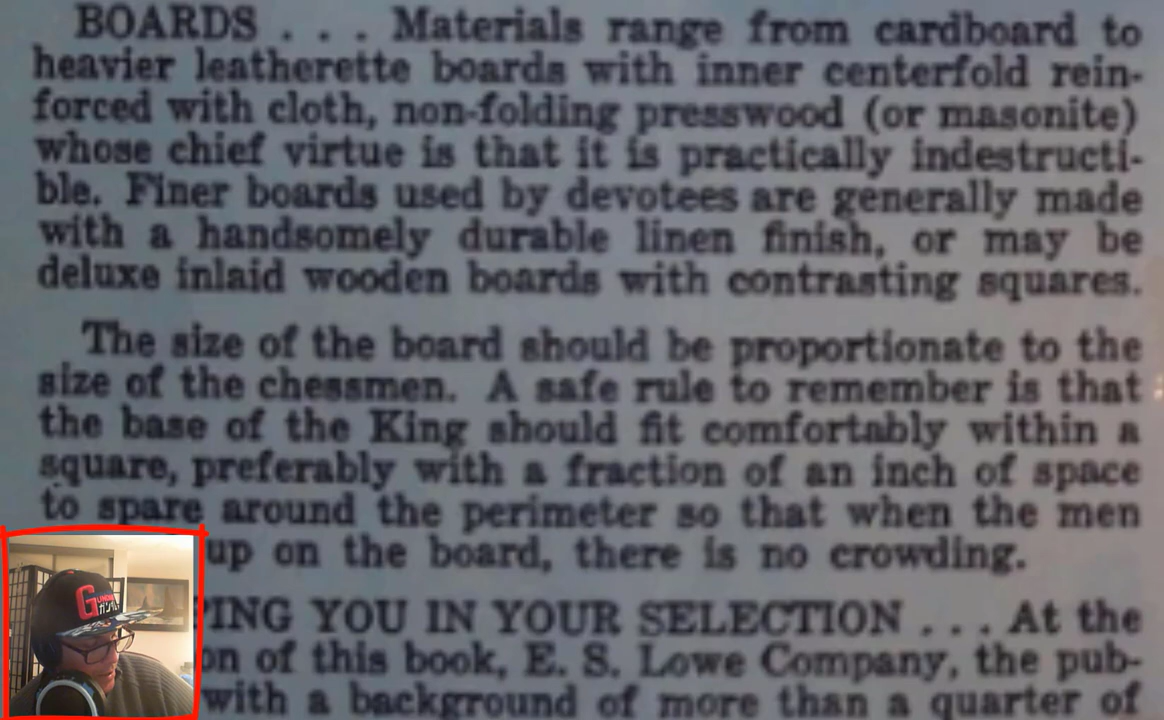 BOARDS . . . Materials range from cardboard to
heavier leatherette boards with inner centerfold rein-
forced with cloth, non-folding presswood (or masonite)
whose chief virtue is that it is practically indestructi-
ble. Finer boards used by devotees are generally made
with a handsomely durable linen finish, or may be
deluxe inlaid wooden boards with contrasting squares.
The size of the board should be proportionate to the
size of the chessmen. A safe rule to remember is that
the base of the King should fit comfortably within a
square, preferably with a fraction of an inch of space
to spare around the perimeter so that when the men
up on the board, there is no crowding.
PING YOU IN YOUR SELECTION . . . At the
on of this book, E. S. Lowe Company, the pub-
with a background of more than a quarter of
GUNDAM
ガンダム